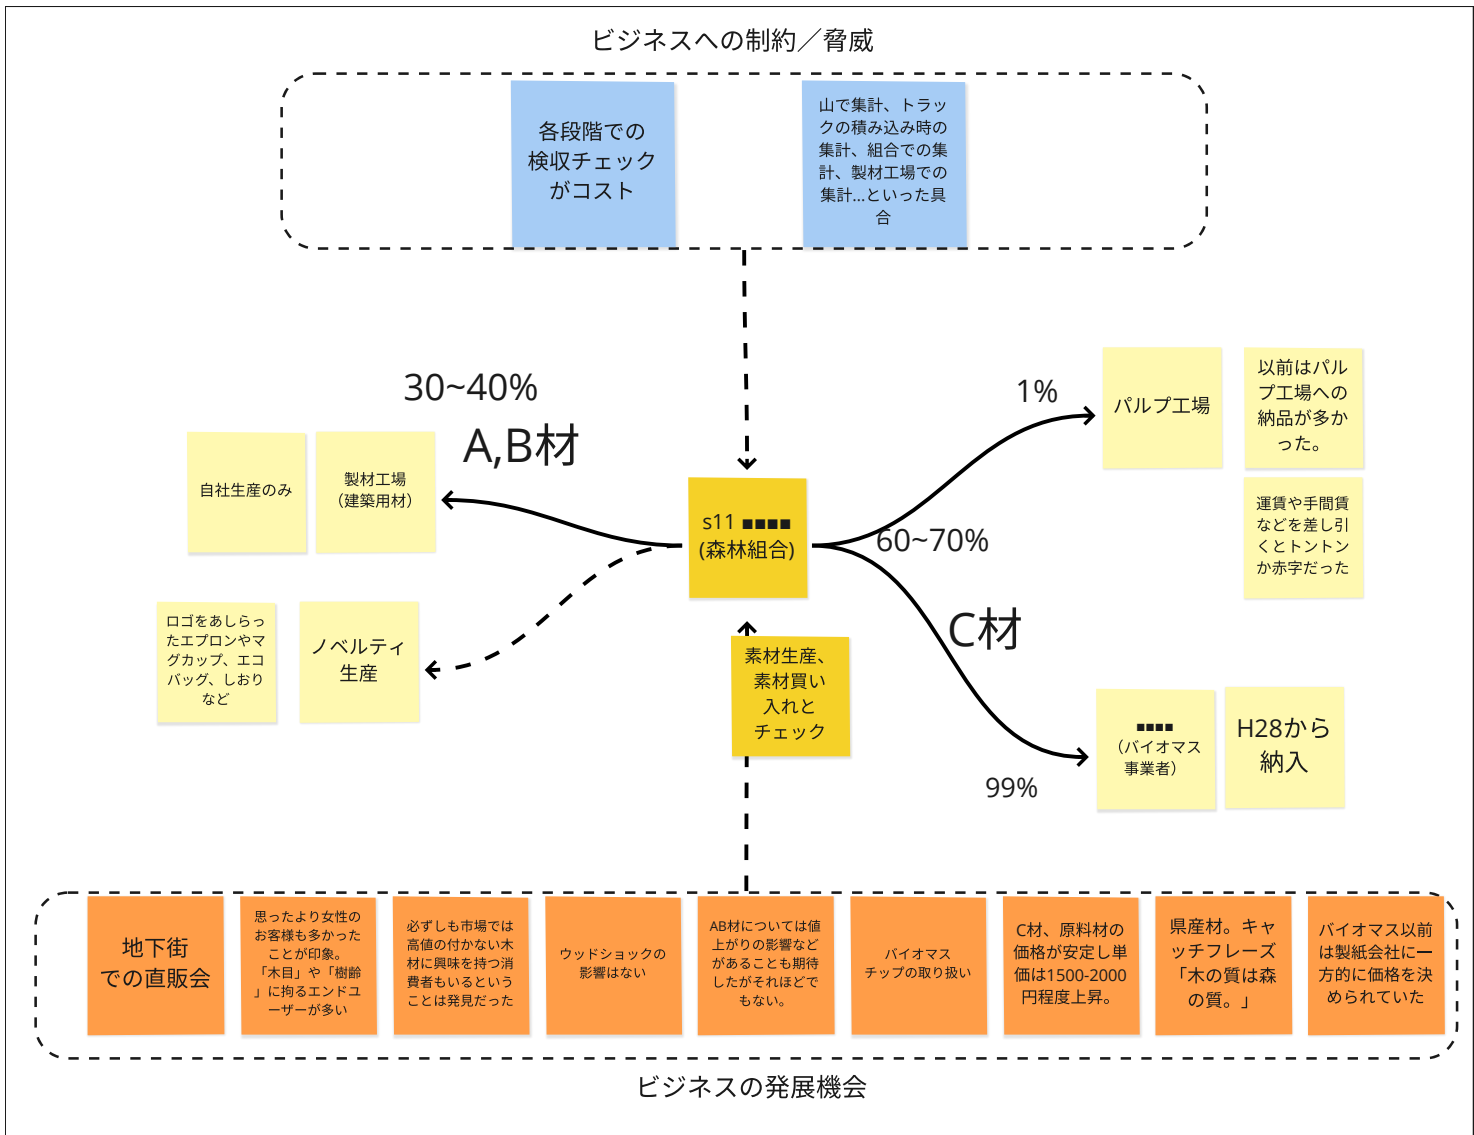 ビジネスへの制約／脅威
各段階での
検収チェック
がコスト
山で集計、トラッ
クの積み込み時の
集計、組合での集
計、製材工場での
集計...といった具
合
30~40%
A,B材
自社生産のみ
製材工場
（建築用材）
s11 ■■■■
(森林組合)
1%
パルプ工場
以前はパル
プ工場への
納品が多か
った。
運賃や手間賃
などを差し引
くとトントン
か赤字だった
60~70%
C材
ロゴをあしらっ
たエプロンやマ
グカップ、エコ
バッグ、しおり
など
ノベルティ
生産
素材生産、
素材買い
入れと
チェック
■■■■
（バイオマス
事業者）
H28から
納入
99%
地下街
での直販会
思ったより女性の
お客様も多かった
ことが印象。
「木目」や「樹齢
」に拘るエンドユ
ーザーが多い
必ずしも市場では
高値の付かない木
材に興味を持つ消
費者もいるという
ことは発見だった
ウッドショックの
影響はない
AB材については値
上がりの影響など
があることも期待
したがそれほどで
もない。
バイオマス
チップの取り扱い
C材、原料材の
価格が安定し単
価は1500-2000
円程度上昇。
県産材。キャ
ッチフレーズ
「木の質は森
の質。」
バイオマス以前
は製紙会社に一
方的に価格を決
められていた
ビジネスの発展機会